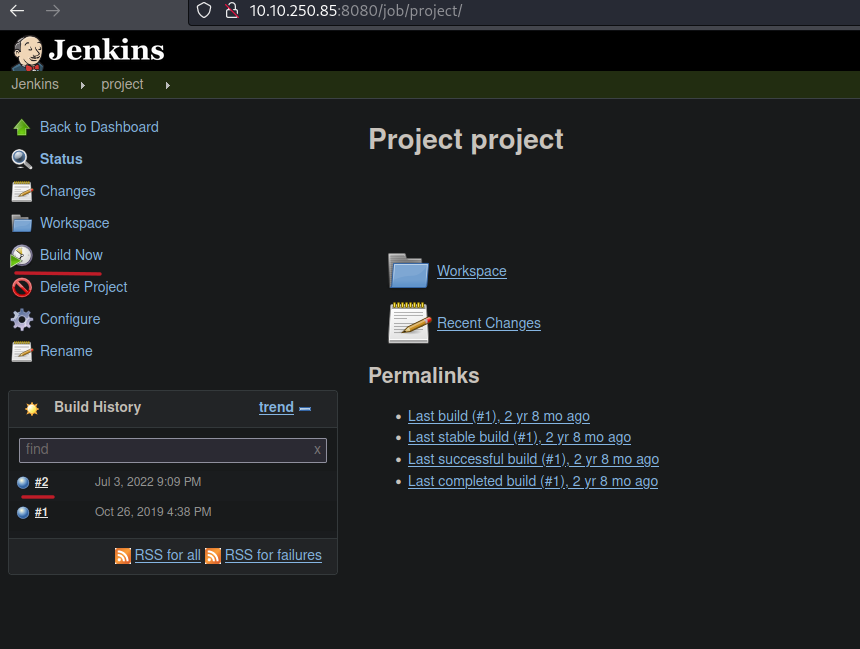 10.10.250.85:8080/job/project/
Jenkins
Jenkins project
Back to Dashboard
Status
Changes
Workspace
Build Now
Delete Project
Configure
Rename
Build History trend
find x
#2 Jul 3, 2022 9:09 PM
#1 Oct 26, 2019 4:38 PM
RSS for all RSS for failures
Project project
Workspace
Recent Changes
Permalinks
Last build (#1), 2 yr 8 mo ago
Last stable build (#1), 2 yr 8 mo ago
Last successful build (#1), 2 yr 8 mo ago
Last completed build (#1), 2 yr 8 mo ago